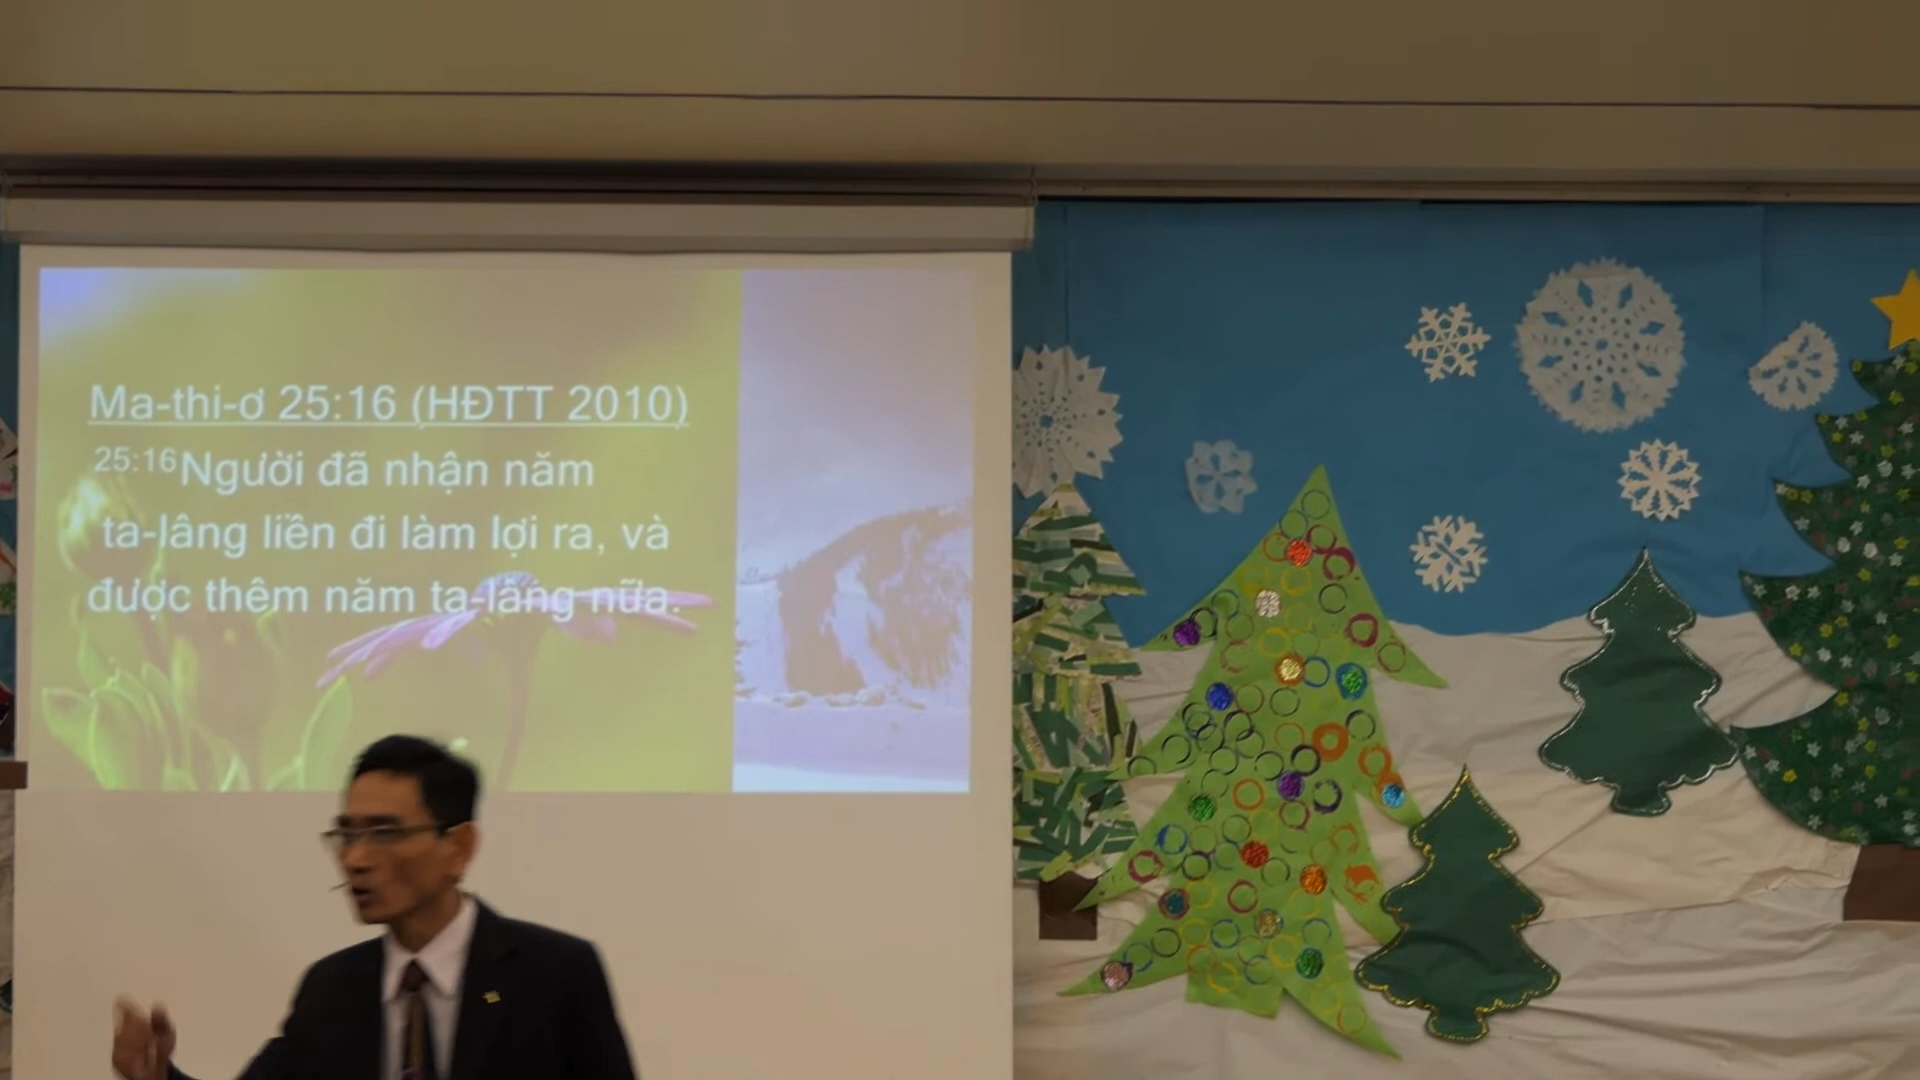 Ma-thi-ơ 25:16 (HĐTT 2010)
25:16Người đã nhận năm
ta-lâng liền đi làm lợi ra, và
được thêm năm ta-lâng nữa.